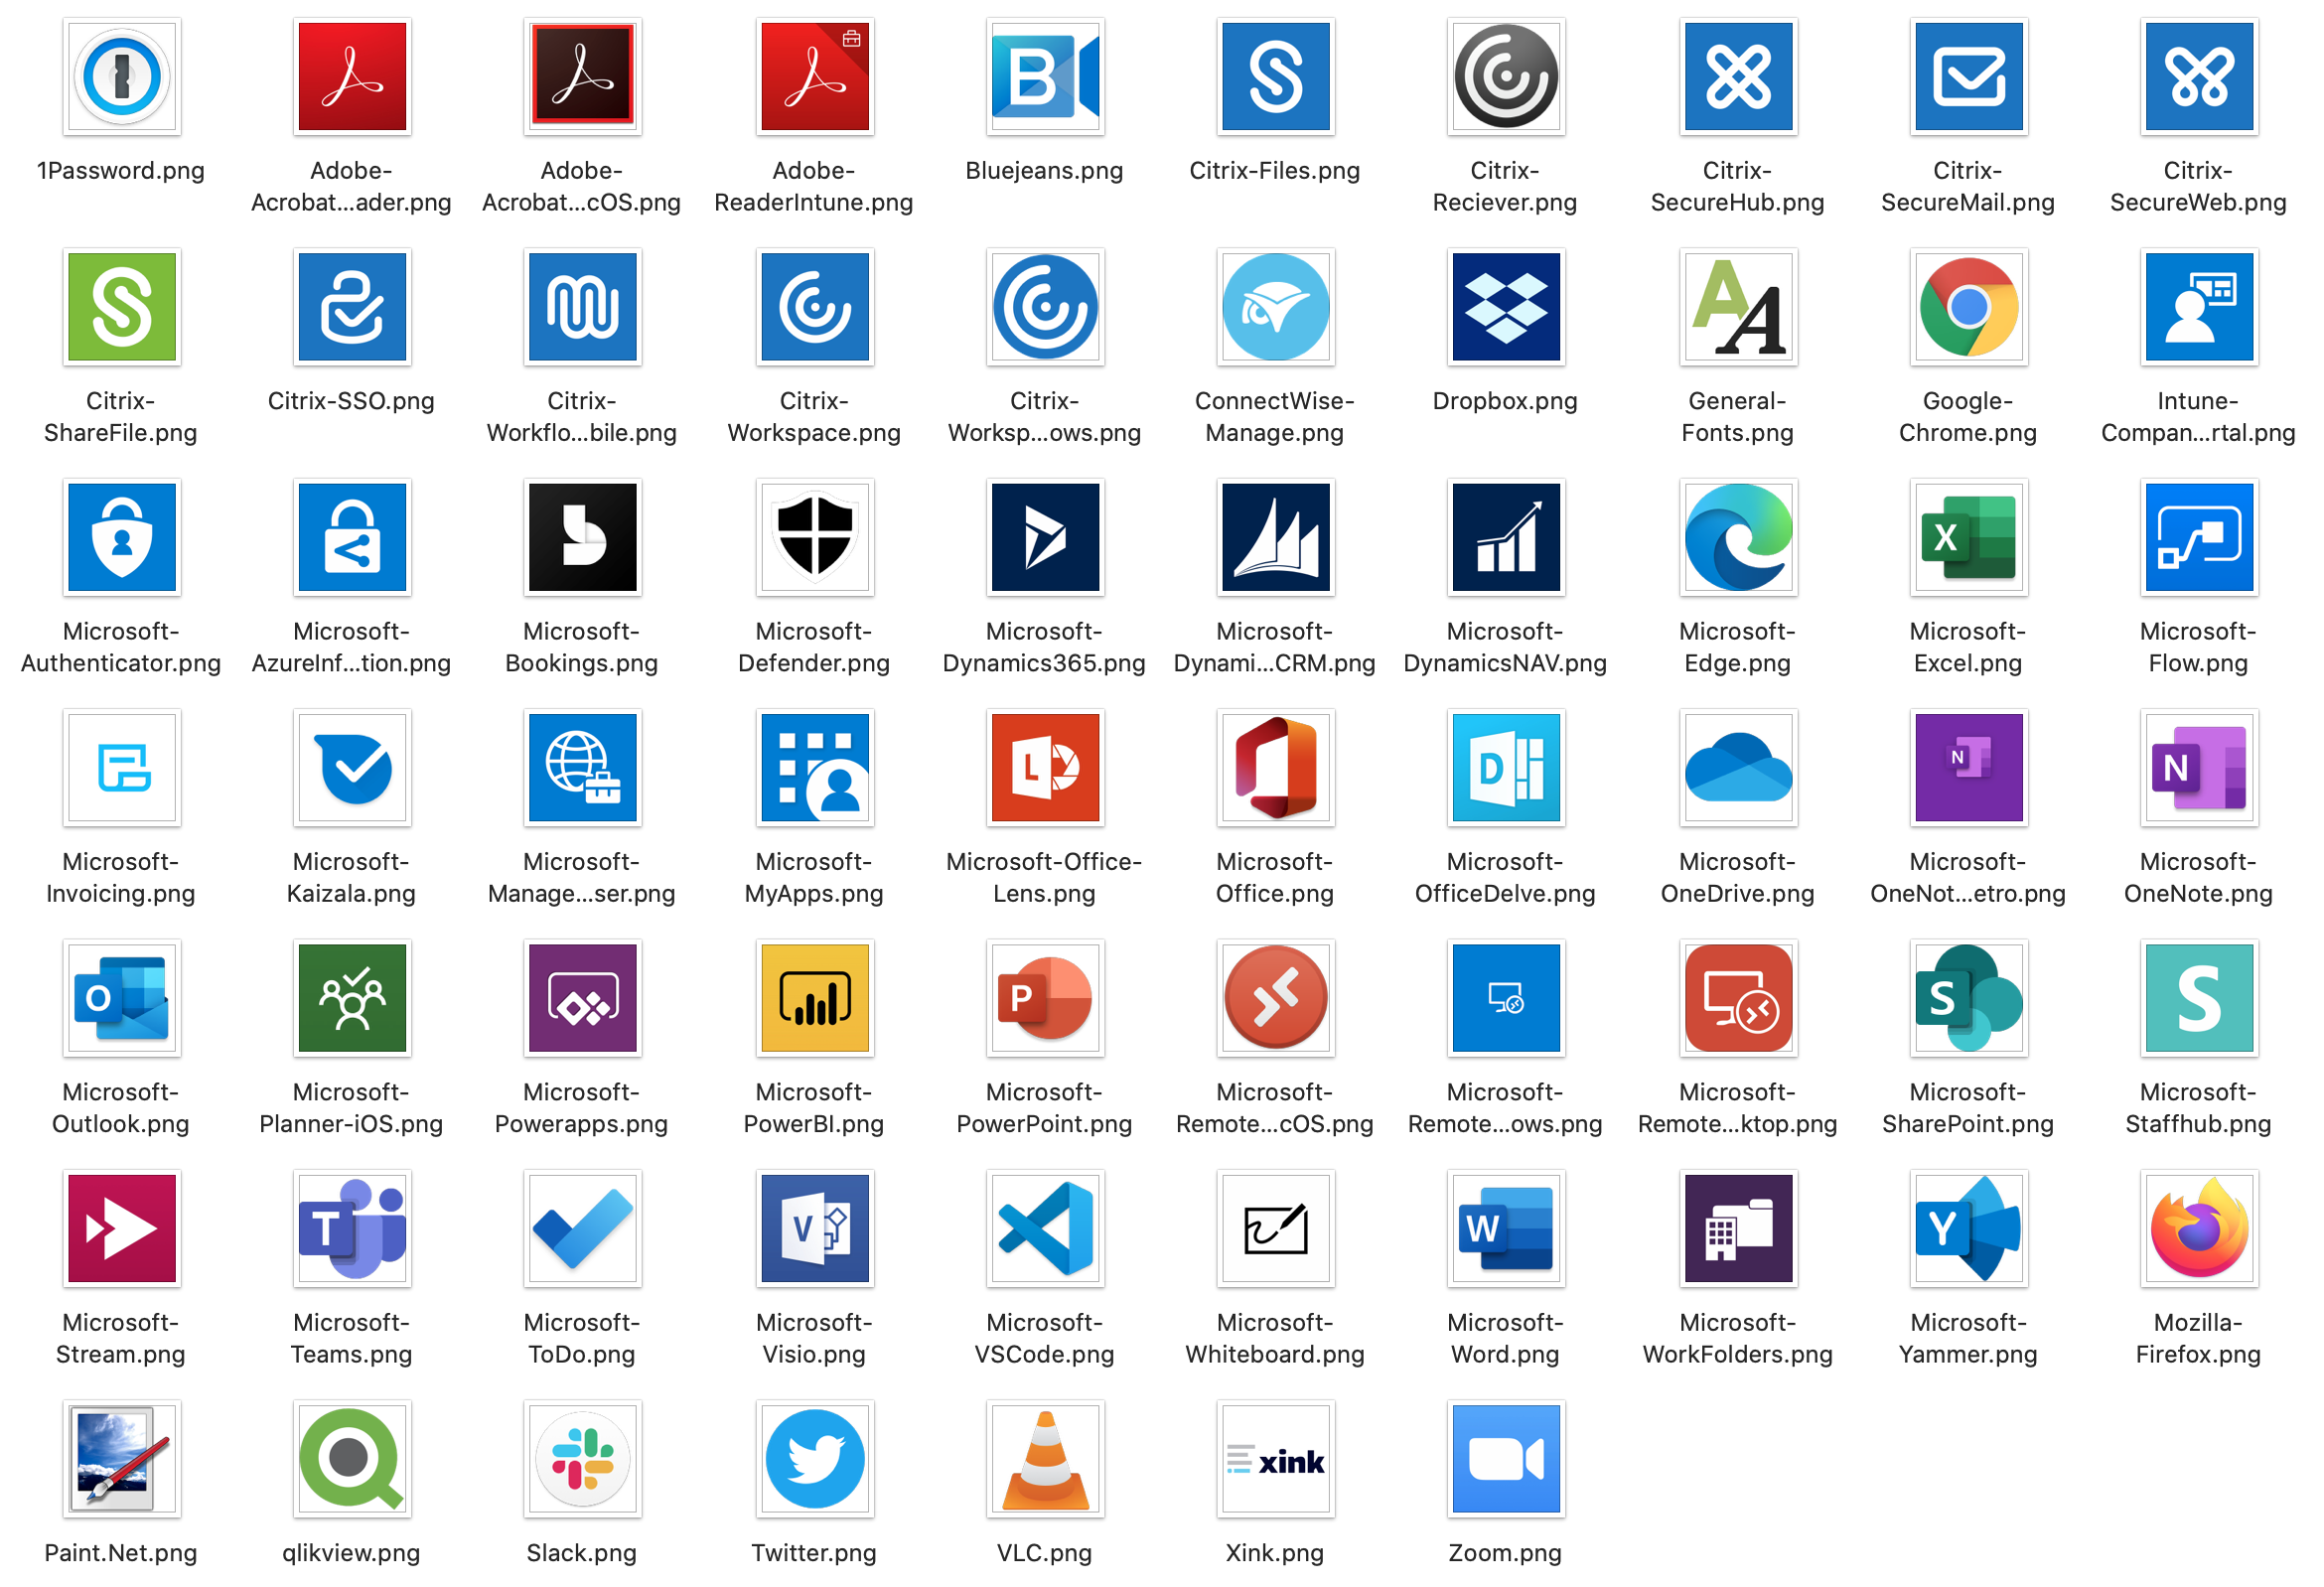 1Password.png
Adobe-
Acrobat...ader.png
Adobe-
Acrobat...cOS.png
Adobe-
ReaderIntune.png
B
Bluejeans.png
Citrix-Files.png
Citrix-
Reciever.png
Citrix-
SecureHub.png
Citrix-
SecureMail.png
Citrix-
SecureWeb.png
Citrix-
ShareFile.png
Citrix-SSO.png
Citrix-
Workflo...bile.png
Citrix-
Workspace.png
Citrix-
Worksp...ows.png
ConnectWise-
Manage.png
Dropbox.png
AA
General-
Fonts.png
Google-
Chrome.png
Intune-
Compan...rtal.png
Microsoft-
Authenticator.png
Microsoft-
AzureInf...tion.png
Microsoft-
Bookings.png
Microsoft-
Defender.png
Microsoft-
Dynamics365.png
Microsoft-
Dynami...CRM.png
Microsoft-
DynamicsNAV.png
Microsoft-
Edge.png
X
Microsoft-
Excel.png
Microsoft-
Flow.png
Microsoft-
Invoicing.png
Microsoft-
Kaizala.png
Microsoft-
Manage...ser.png
Microsoft-
MyApps.png
L
Microsoft-Office-
Lens.png
Microsoft-
Office.png
D
Microsoft-
OfficeDelve.png
Microsoft-
OneDrive.png
N
Microsoft-
OneNot...etro.png
N
Microsoft-
OneNote.png
O
Microsoft-
Outlook.png
Microsoft-
Planner-iOS.png
Microsoft-
Powerapps.png
Microsoft-
PowerBI.png
P
Microsoft-
PowerPoint.png
Microsoft-
Remote...cOS.png
Microsoft-
Remote...ows.png
Microsoft-
Remote...ktop.png
S
Microsoft-
SharePoint.png
S
Microsoft-
Staffhub.png
Microsoft-
Stream.png
T
Microsoft-
Teams.png
Microsoft-
ToDo.png
V
Microsoft-
Visio.png
Microsoft-
VSCode.png
Microsoft-
Whiteboard.png
W
Microsoft-
Word.png
Microsoft-
WorkFolders.png
Y
Microsoft-
Yammer.png
Mozilla-
Firefox.png
Paint.Net.png
qlikview.png
Slack.png
Twitter.png
VLC.png
xink
Xink.png
Zoom.png